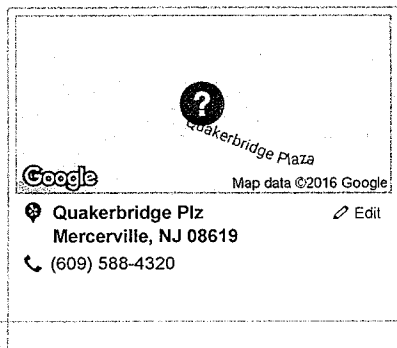 ?
Quakerbridge Plaza
Google
Map data ©2016 Google
Quakerbridge Plz
Edit
Mercerville, NJ 08619
(609) 588-4320